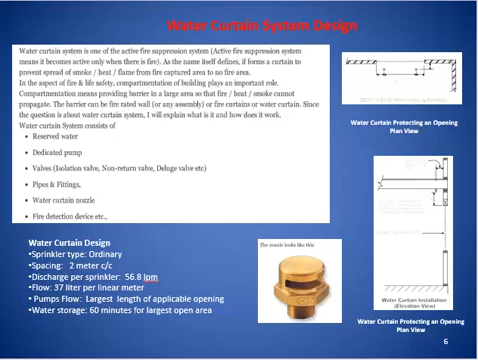 Water Curtain System Design
Water curtain system is one of the active fire suppression system (Active fire suppression system
means it becomes active only when there is fire). As the name itself defines, if forms a curtain to
prevent spread of smoke / heat / flame from fire captured area to no fire area.
In the aspect of fire & life safety, compartimentation of building plays an important role.
Compartmentation means providing barrier in a large area so that fire / heat / smoke cannot
propagate. The barrier can be fire rated wall (or any assembly) or fire curtains or water curtain. Since
the question is about water curtain system, I will explain what is it and how does it work.
Water curtain System consists of
• Reserved water
• Dedicated pump
• Valves (Isolation valve, Non-return valve, Deluge valve etc)
• Pipes & Fittings,
• Water curtain nozzle
• Fire detection device etc.,
Water Curtain Design
•Sprinkler type: Ordinary
•Spacing: 2 meter c/c
•Discharge per sprinkler: 56.8 lpm
•Flow: 37 liter per linear meter
• Pumps Flow: Largest length of applicable opening
•Water storage: 60 minutes for largest open area
The nozzle looks like this
Water Curtain Protecting an Opening
Plan View
Water Curtain Installation
(Elevation View)
Water Curtain Protecting an Opening
Plan View
6